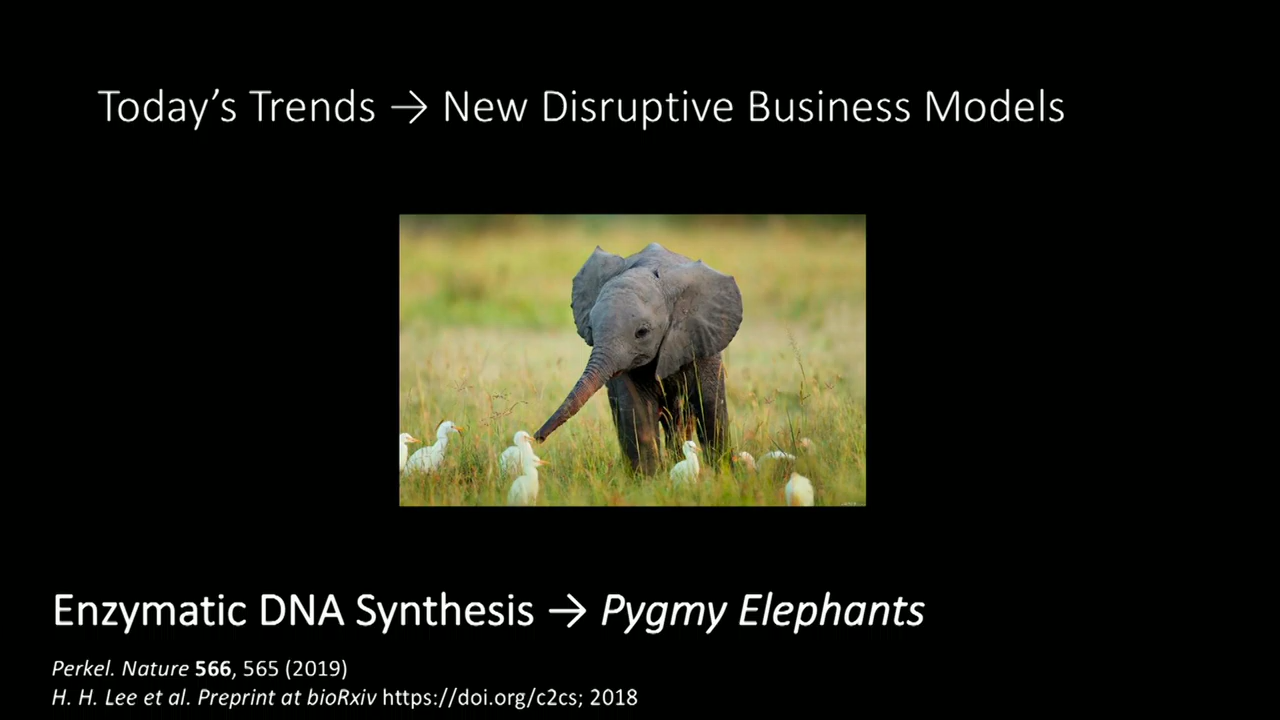 Today’s Trends → New Disruptive Business Models
Enzymatic DNA Synthesis → Pygmy Elephants
Perkel. Nature 566, 565 (2019)
H. H. Lee et al. Preprint at bioRxiv https://doi.org/c2cs; 2018